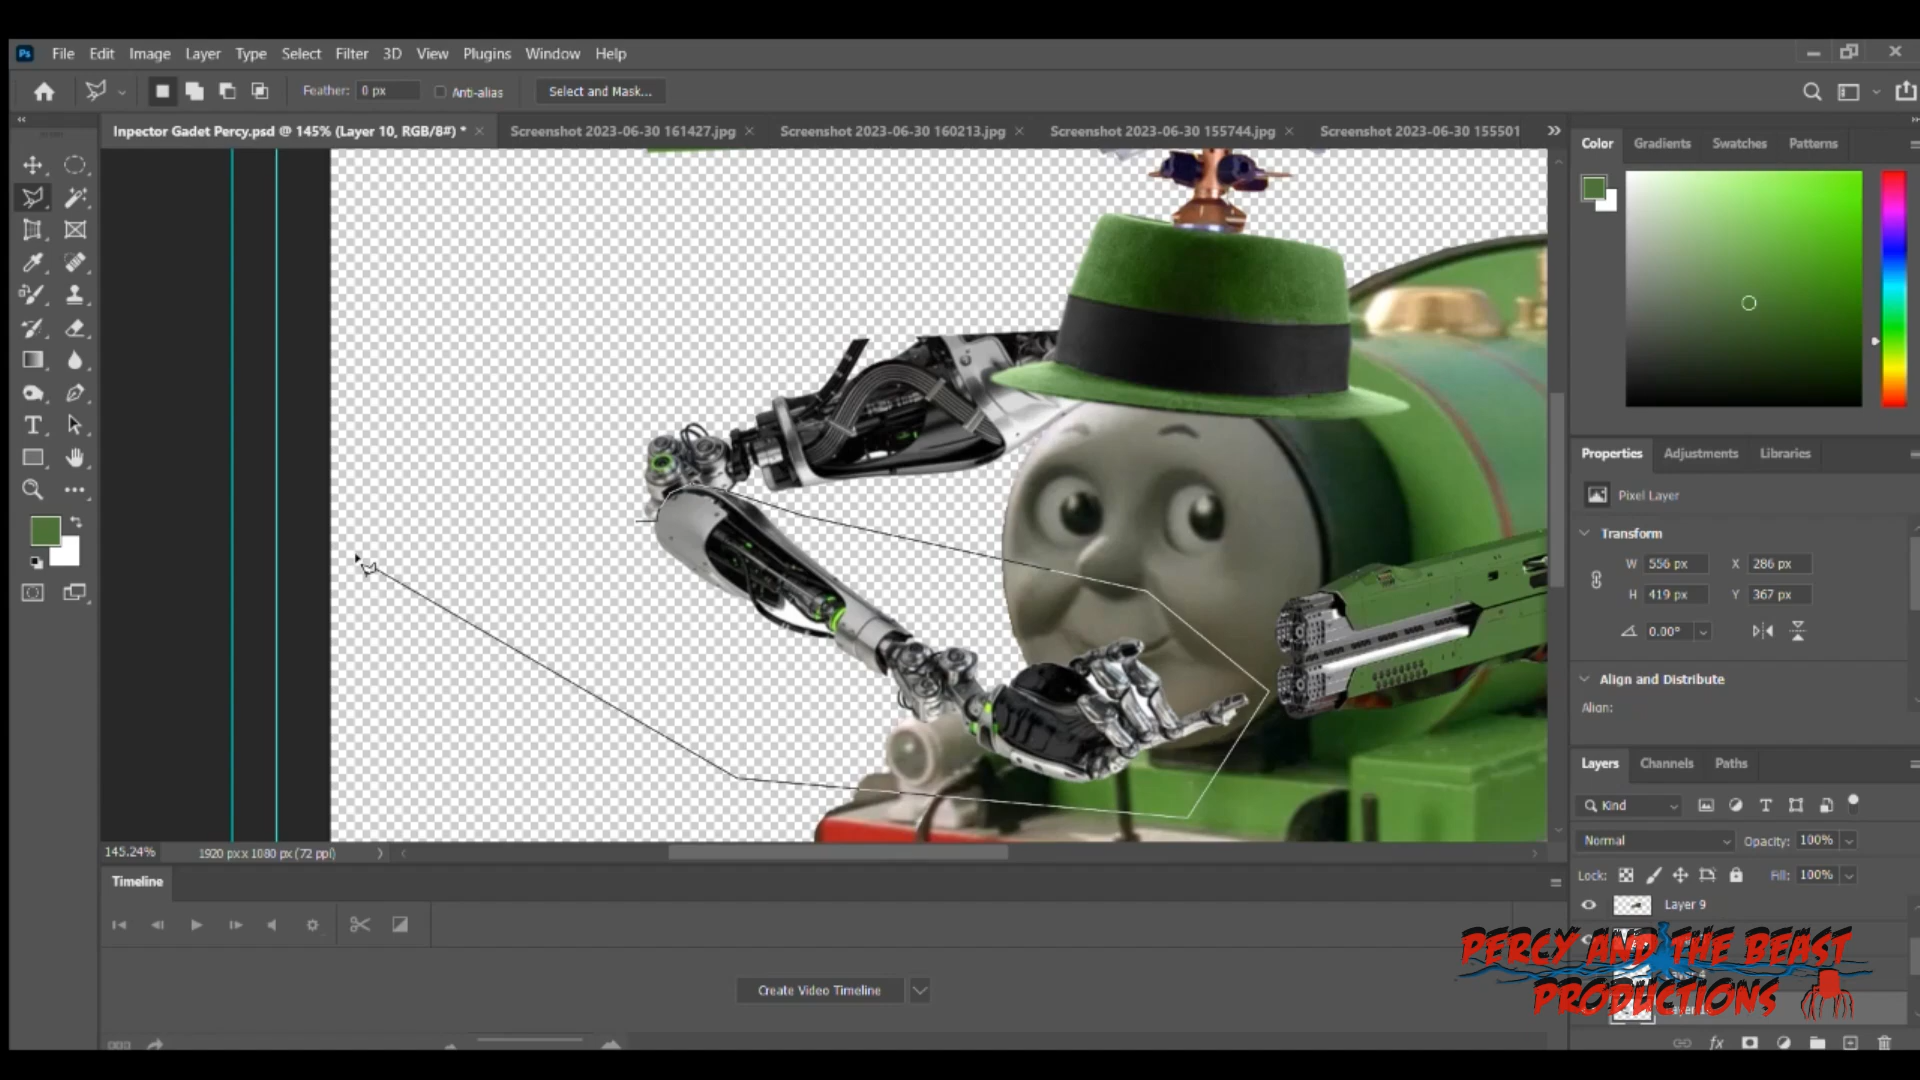 Ps File Edit Image Layer Type Select Filter 3D View Plugins Window Help
Feather: 0 px Anti-alias Select and Mask...
Inpector Gadet Percy.psd @ 145% (Layer 10, RGB/8#) * Screenshot 2023-06-30 161427.jpg Screenshot 2023-06-30 160213.jpg Screenshot 2023-06-30 155744.jpg Screenshot 2023-06-30 155501
Color Gradients Swatches Patterns
Properties Adjustments Libraries
Pixel Layer
Transform
W 556 px X 286 px
H 419 px Y 367 px
0.00°
Align and Distribute
Align:
Layers Channels Paths
Kind
Normal Opacity: 100%
Lock: Fill: 100%
Layer 9
145.24% 1920 px x 1080 px (72 ppi)
Timeline
Create Video Timeline
PERCY AND THE BEAST
PRODUCTIONS
fx